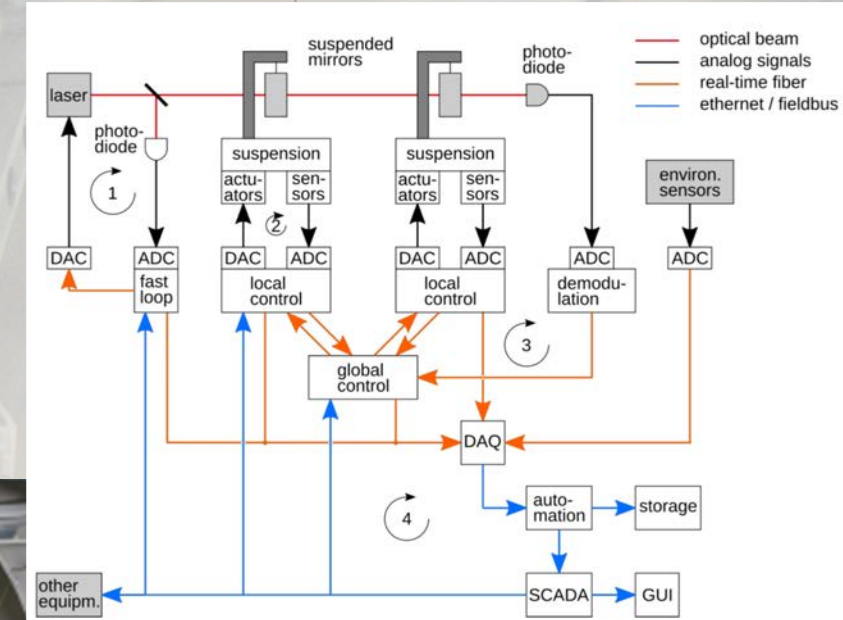 suspended
mirrors
photo-
diode
optical beam
analog signals
real-time fiber
ethernet / fieldbus
laser
photo-
diode
suspension
suspension
actu-
ators
sen-
sors
actu-
ators
sen-
sors
environ.
sensors
1
2
DAC
ADC
DAC
ADC
DAC
ADC
ADC
ADC
fast
loop
local
control
local
control
demodu-
lation
3
global
control
DAQ
4
auto-
mation
storage
other
equipm.
SCADA
GUI